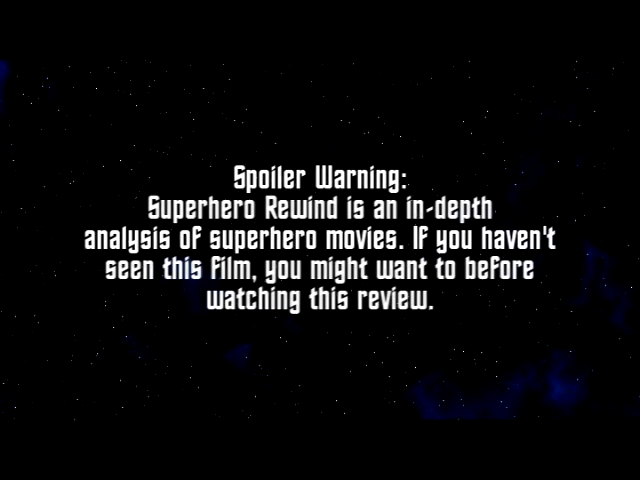 Spoiler Warning:
Superhero Rewind is an in-depth
analysis of superhero movies. If you haven't
seen this film, you might want to before
watching this review.